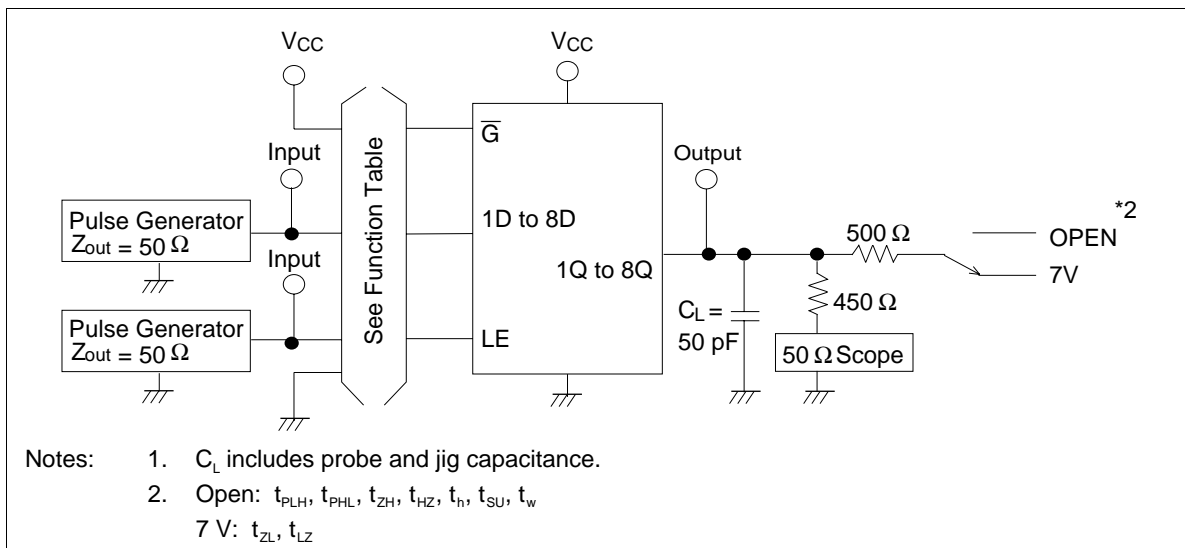 VCC
VCC
G
Input
Output
See Function Table
*2
Pulse Generator
Zout = 50 Ω
1D to 8D
500 Ω
OPEN
Input
1Q to 8Q
7V
450 Ω
Pulse Generator
Zout = 50 Ω
LE
CL =
50 pF
50 Ω Scope
Notes: 1. CL includes probe and jig capacitance.
2. Open: tPLH, tPHL, tZH, tHZ, th, tSU, tw
7 V: tZL, tLZ